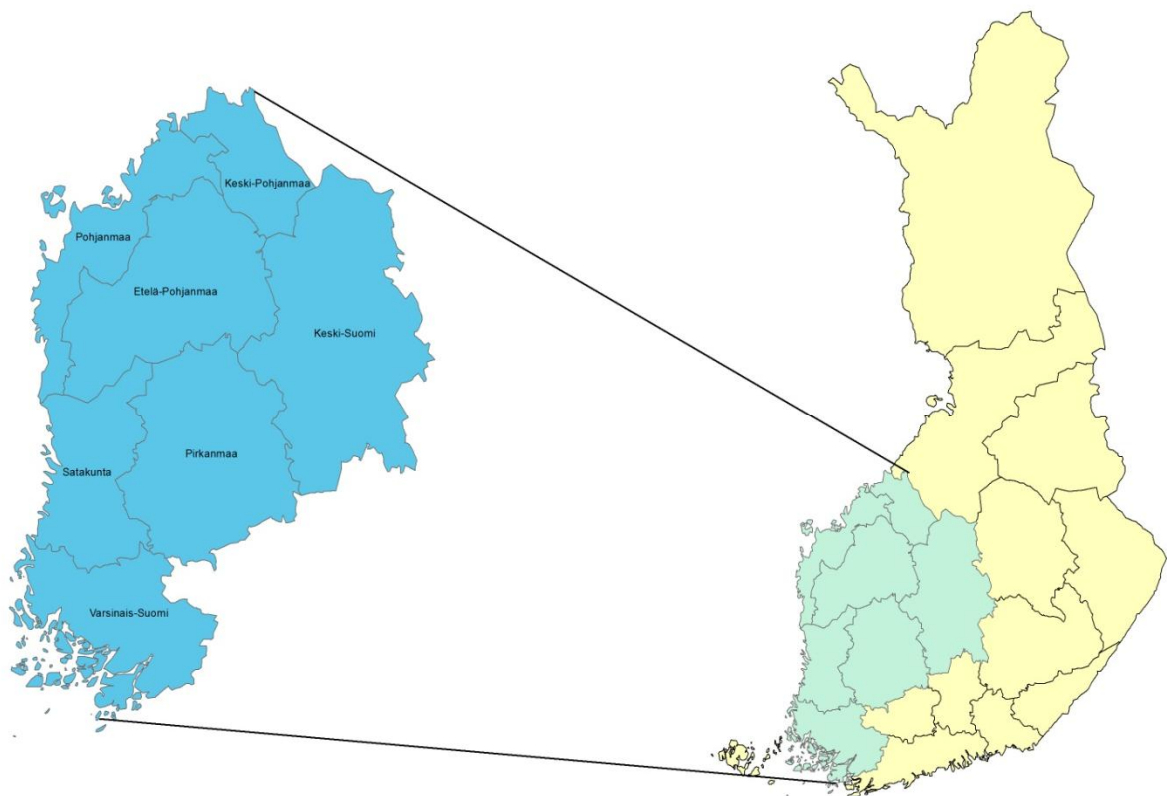 Keski-Pohjanmaa
Pohjanmaa
Etelä-Pohjanmaa
Keski-Suomi
Pirkanmaa
Satakunta
Varsinais-Suomi